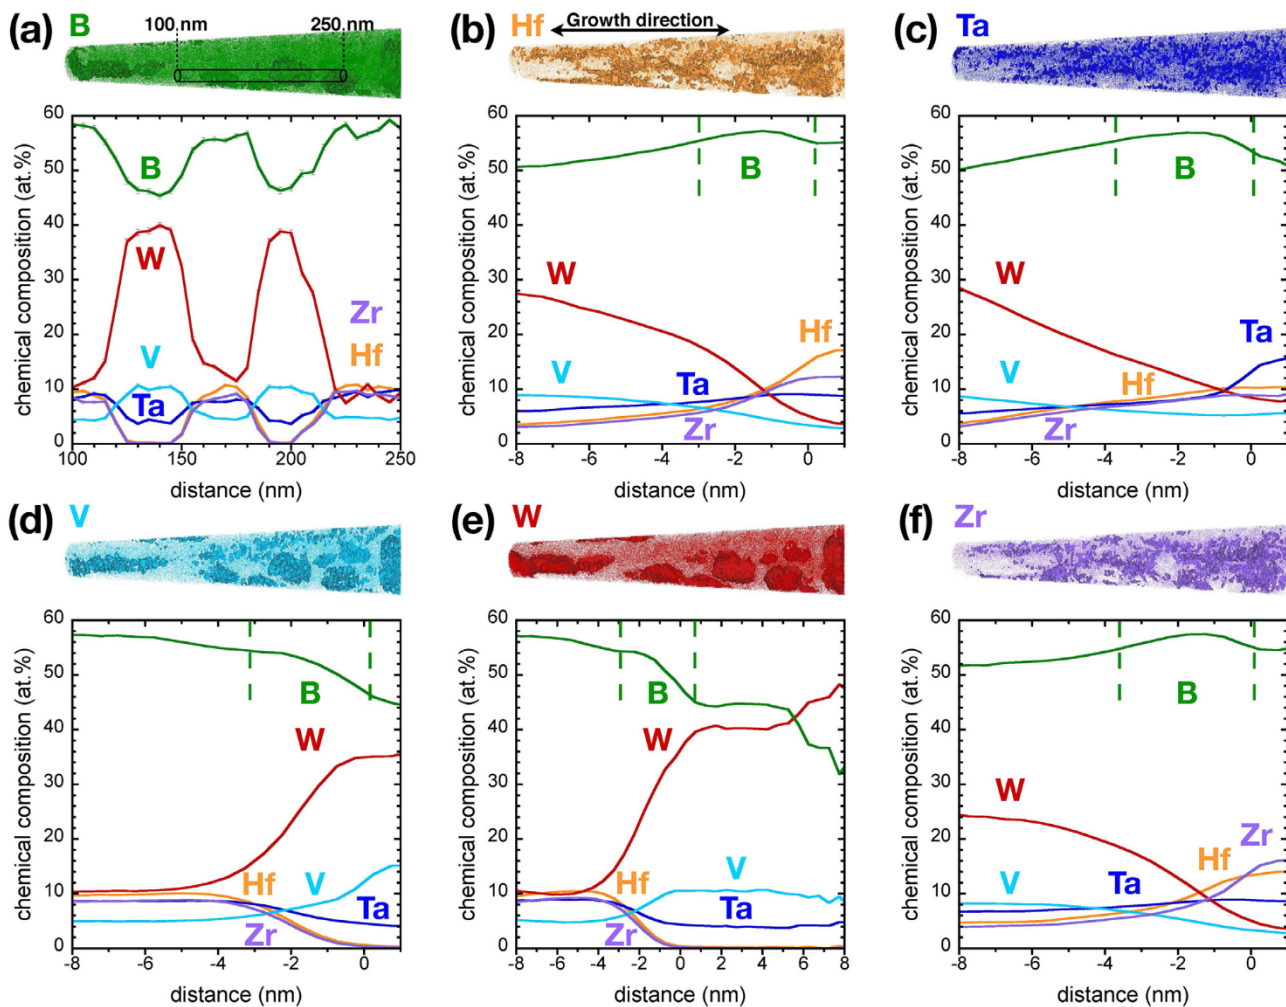 (a) B 100 nm 250 nm
(b) Hf Growth direction
(c) Ta
60
50
40
30
20
10
0
chemical composition (at.%)
B
W
V
Ta
Zr
Hf
100 150 200 250
distance (nm)
60
50
40
30
20
10
0
chemical composition (at.%)
B
W
V
Ta
Hf
Zr
-8 -6 -4 -2 0
distance (nm)
60
50
40
30
20
10
0
chemical composition (at.%)
B
W
V
Hf
Ta
Zr
-8 -6 -4 -2 0
distance (nm)
(d) V
(e) W
(f) Zr
60
50
40
30
20
10
0
chemical composition (at.%)
B
W
Hf
V
Zr
Ta
-8 -6 -4 -2 0
distance (nm)
60
50
40
30
20
10
0
chemical composition (at.%)
B
W
Hf
V
Zr
Ta
-8 -6 -4 -2 0 2 4 6 8
distance (nm)
60
50
40
30
20
10
0
chemical composition (at.%)
B
W
V
Ta
Hf
Zr
-8 -6 -4 -2 0
distance (nm)